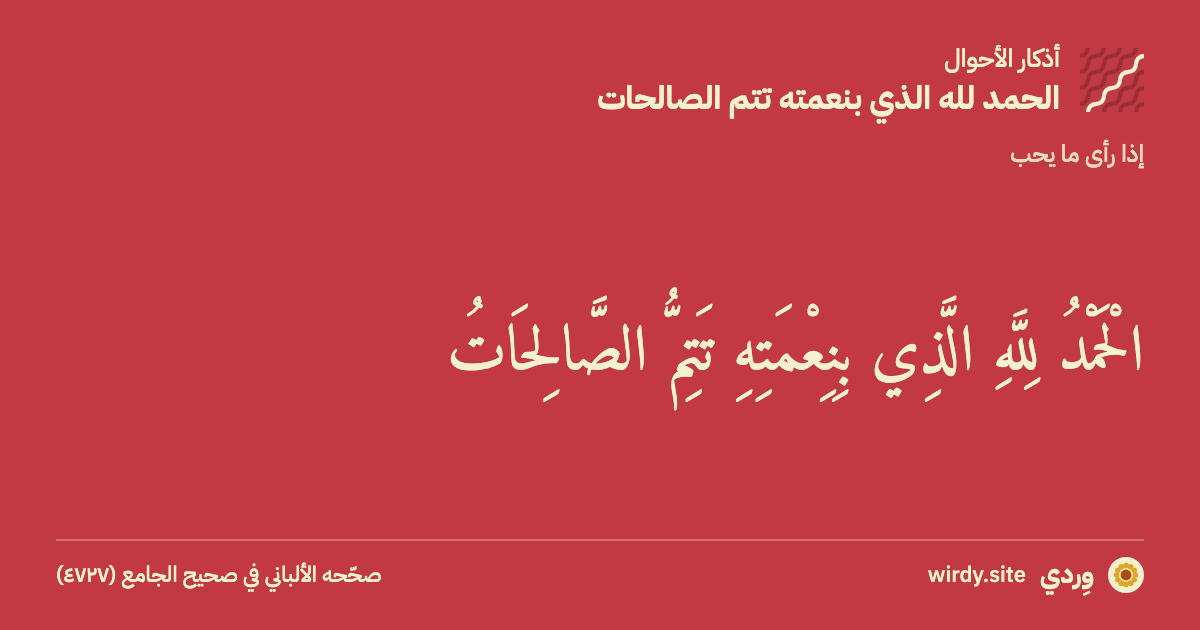 أذكار الأحوال
الحمد لله الذي بنعمته تتم الصالحات
إذا رأى ما يحب
الْحَمْدُ لِلَّهِ الَّذِي بِنِعْمَتِهِ تَتِمُّ الصَّالِحَاتُ
وِردي wirdy.site
صحّحه الألباني في صحيح الجامع (٤٧٢٧)